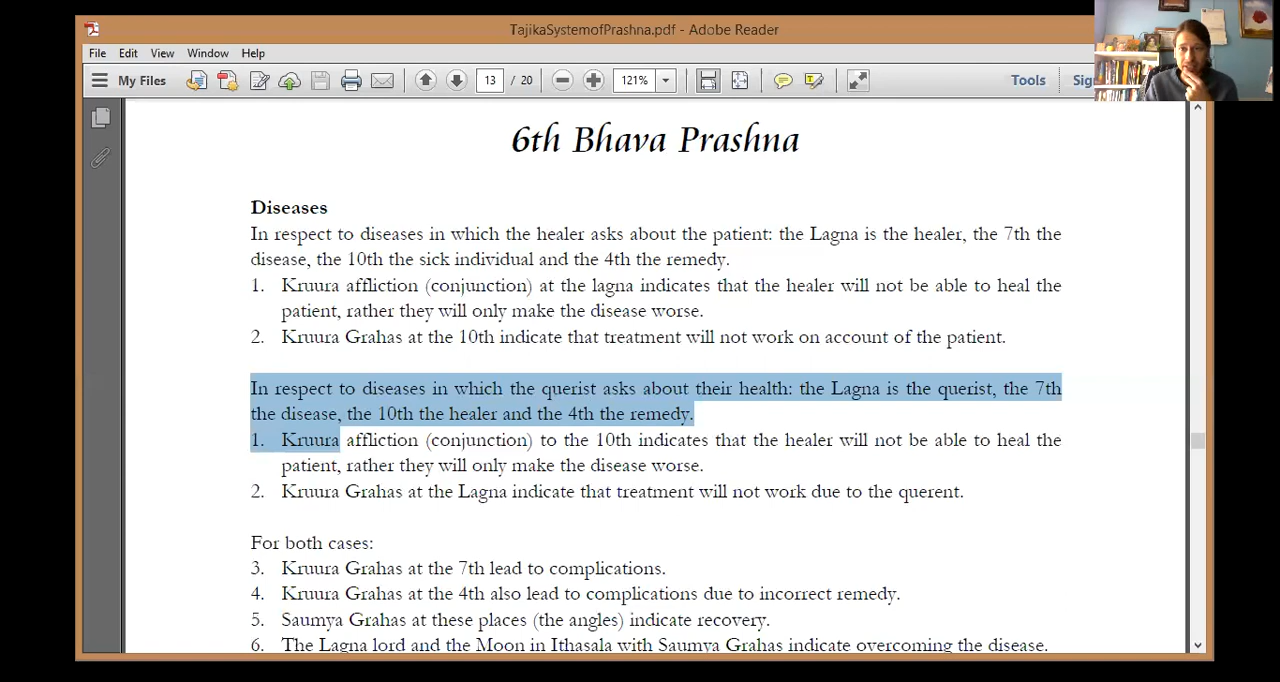 TajikaSystemofPrashna.pdf - Adobe Reader
File Edit View Window Help
My Files 13 / 20 121% Tools
6th Bhava Prashna
Diseases
In respect to diseases in which the healer asks about the patient: the Lagna is the healer, the 7th the
disease, the 10th the sick individual and the 4th the remedy.
1. Kruura affliction (conjunction) at the lagna indicates that the healer will not be able to heal the
patient, rather they will only make the disease worse.
2. Kruura Grahas at the 10th indicate that treatment will not work on account of the patient.
In respect to diseases in which the querist asks about their health: the Lagna is the querist, the 7th
the disease, the 10th the healer and the 4th the remedy.
1. Kruura affliction (conjunction) to the 10th indicates that the healer will not be able to heal the
patient, rather they will only make the disease worse.
2. Kruura Grahas at the Lagna indicate that treatment will not work due to the querent.
For both cases:
3. Kruura Grahas at the 7th lead to complications.
4. Kruura Grahas at the 4th also lead to complications due to incorrect remedy.
5. Saumya Grahas at these places (the angles) indicate recovery.
6. The Lagna lord and the Moon in Ithasala with Saumya Grahas indicate overcoming the disease.